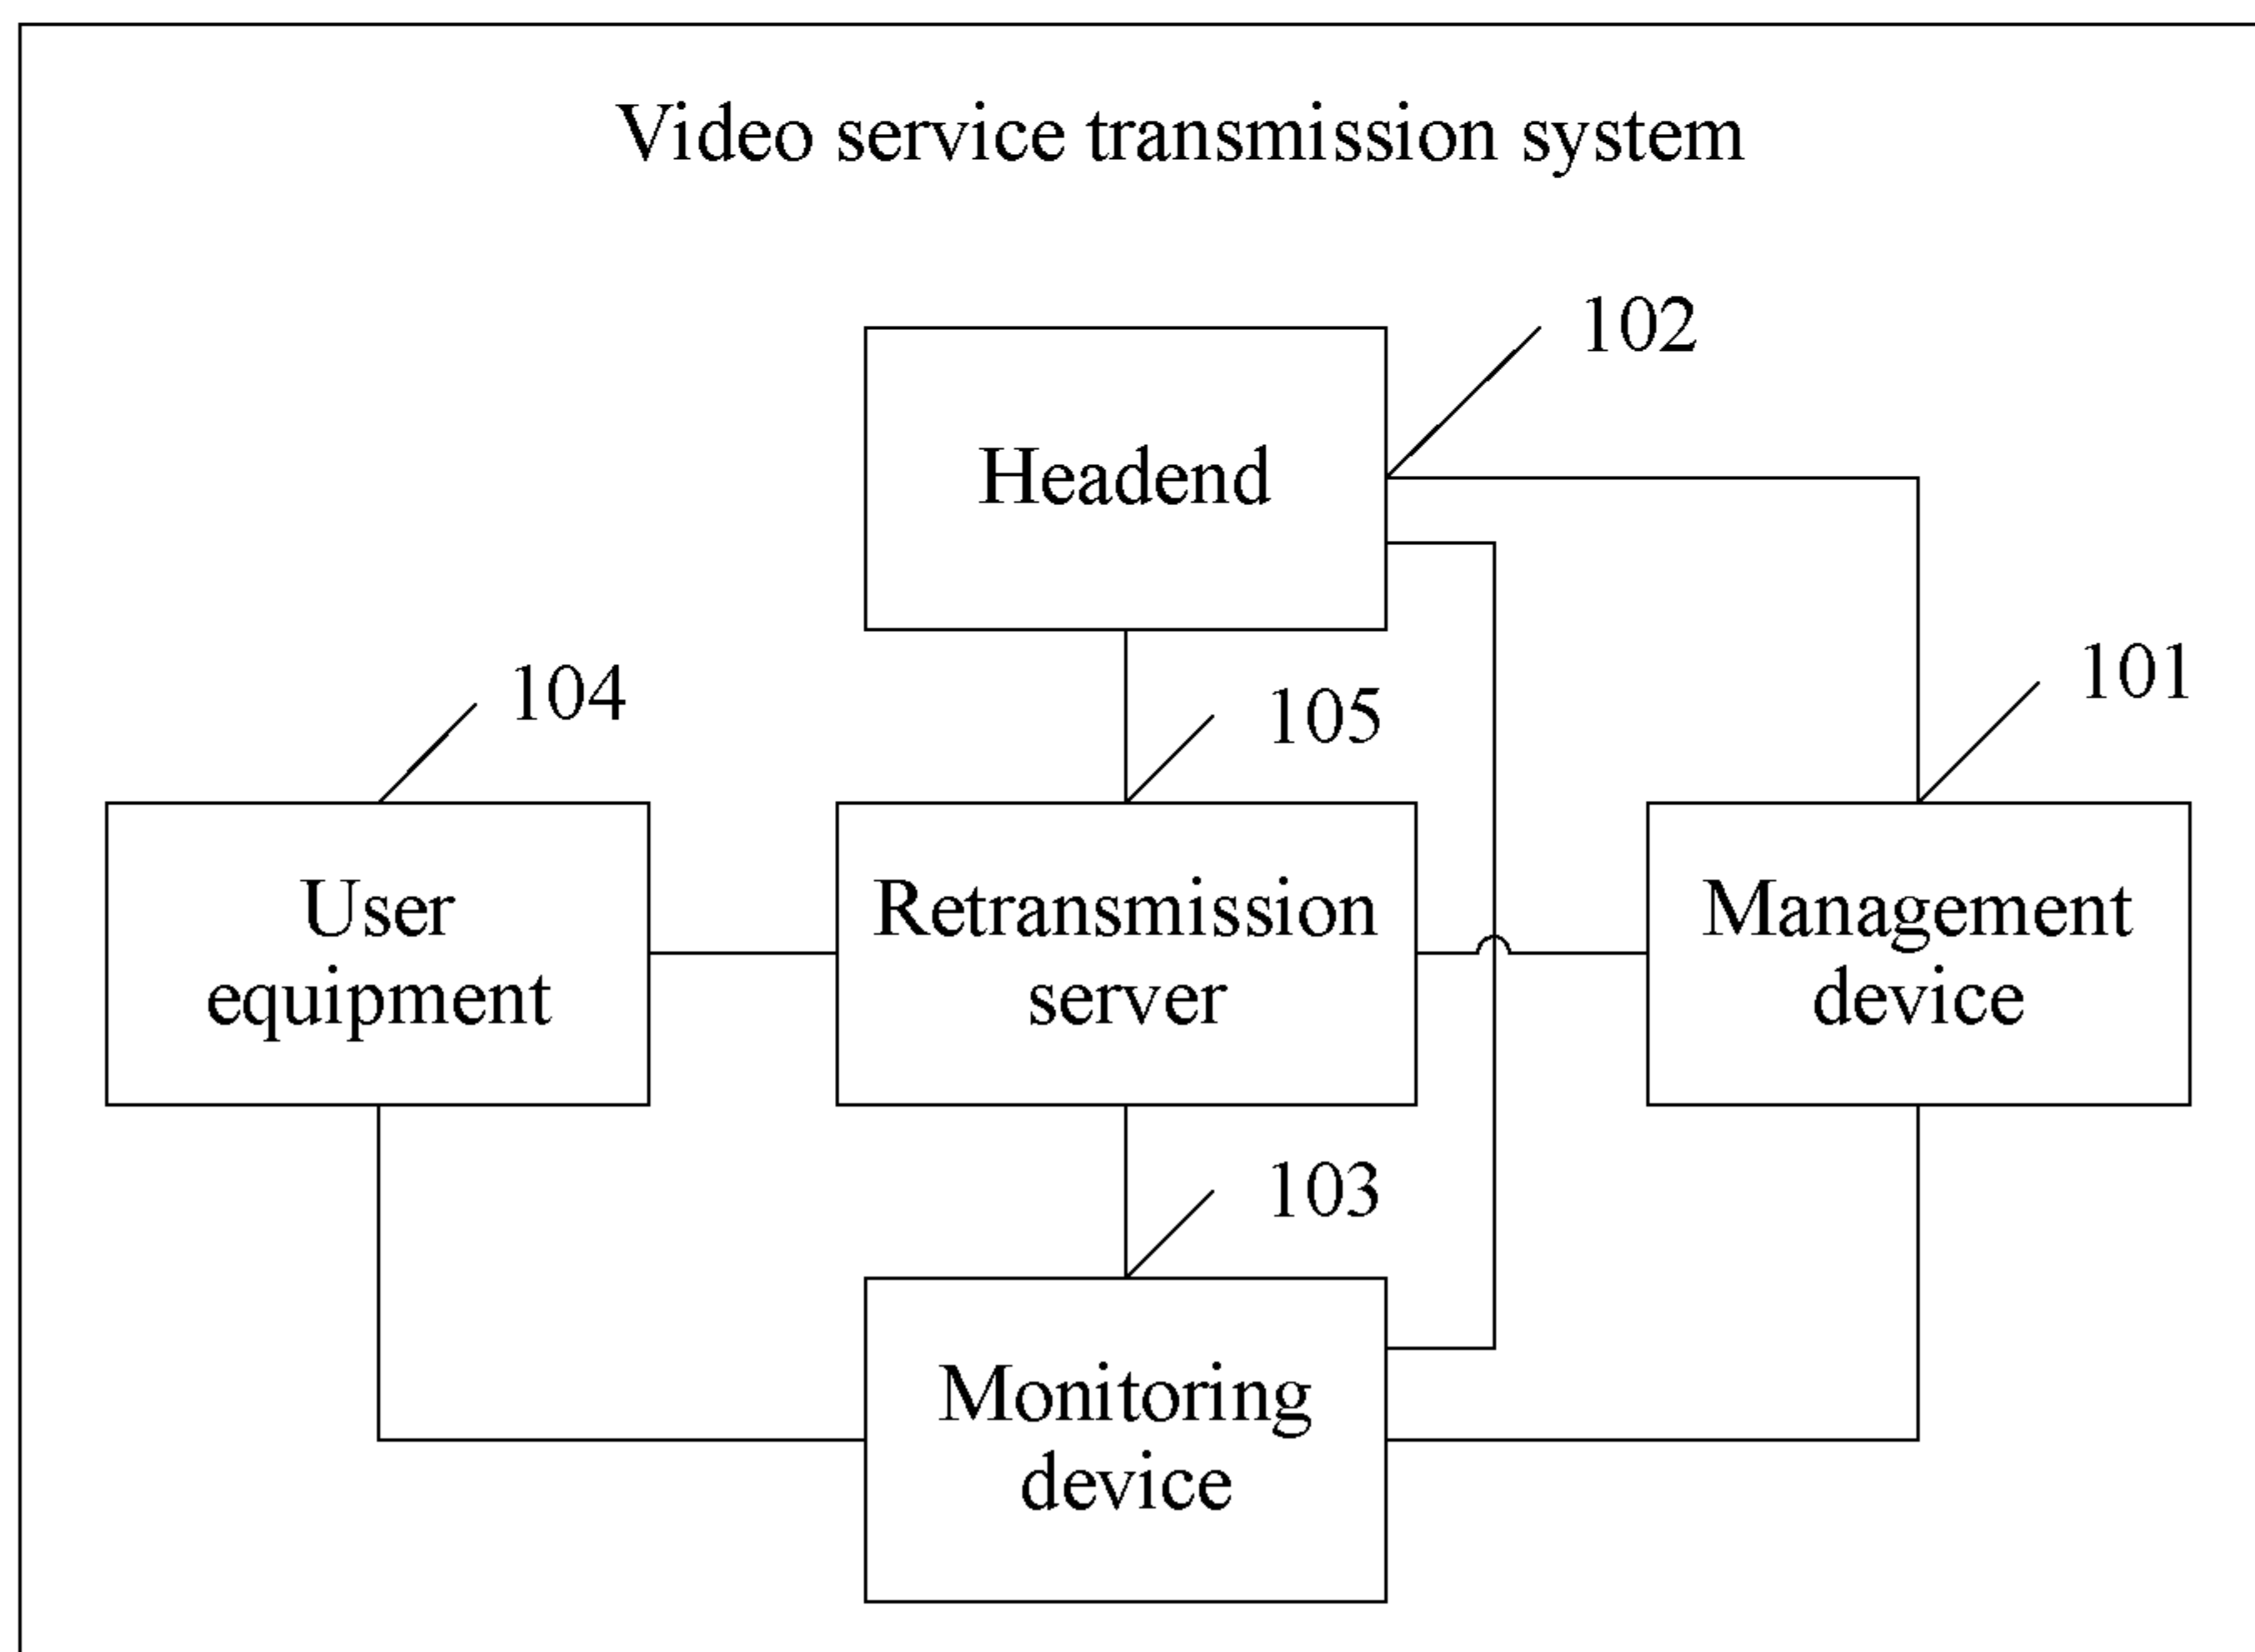 Video service transmission system
102
Headend
104
105
101
User
equipment
Retransmission
server
Management
device
103
Monitoring
device